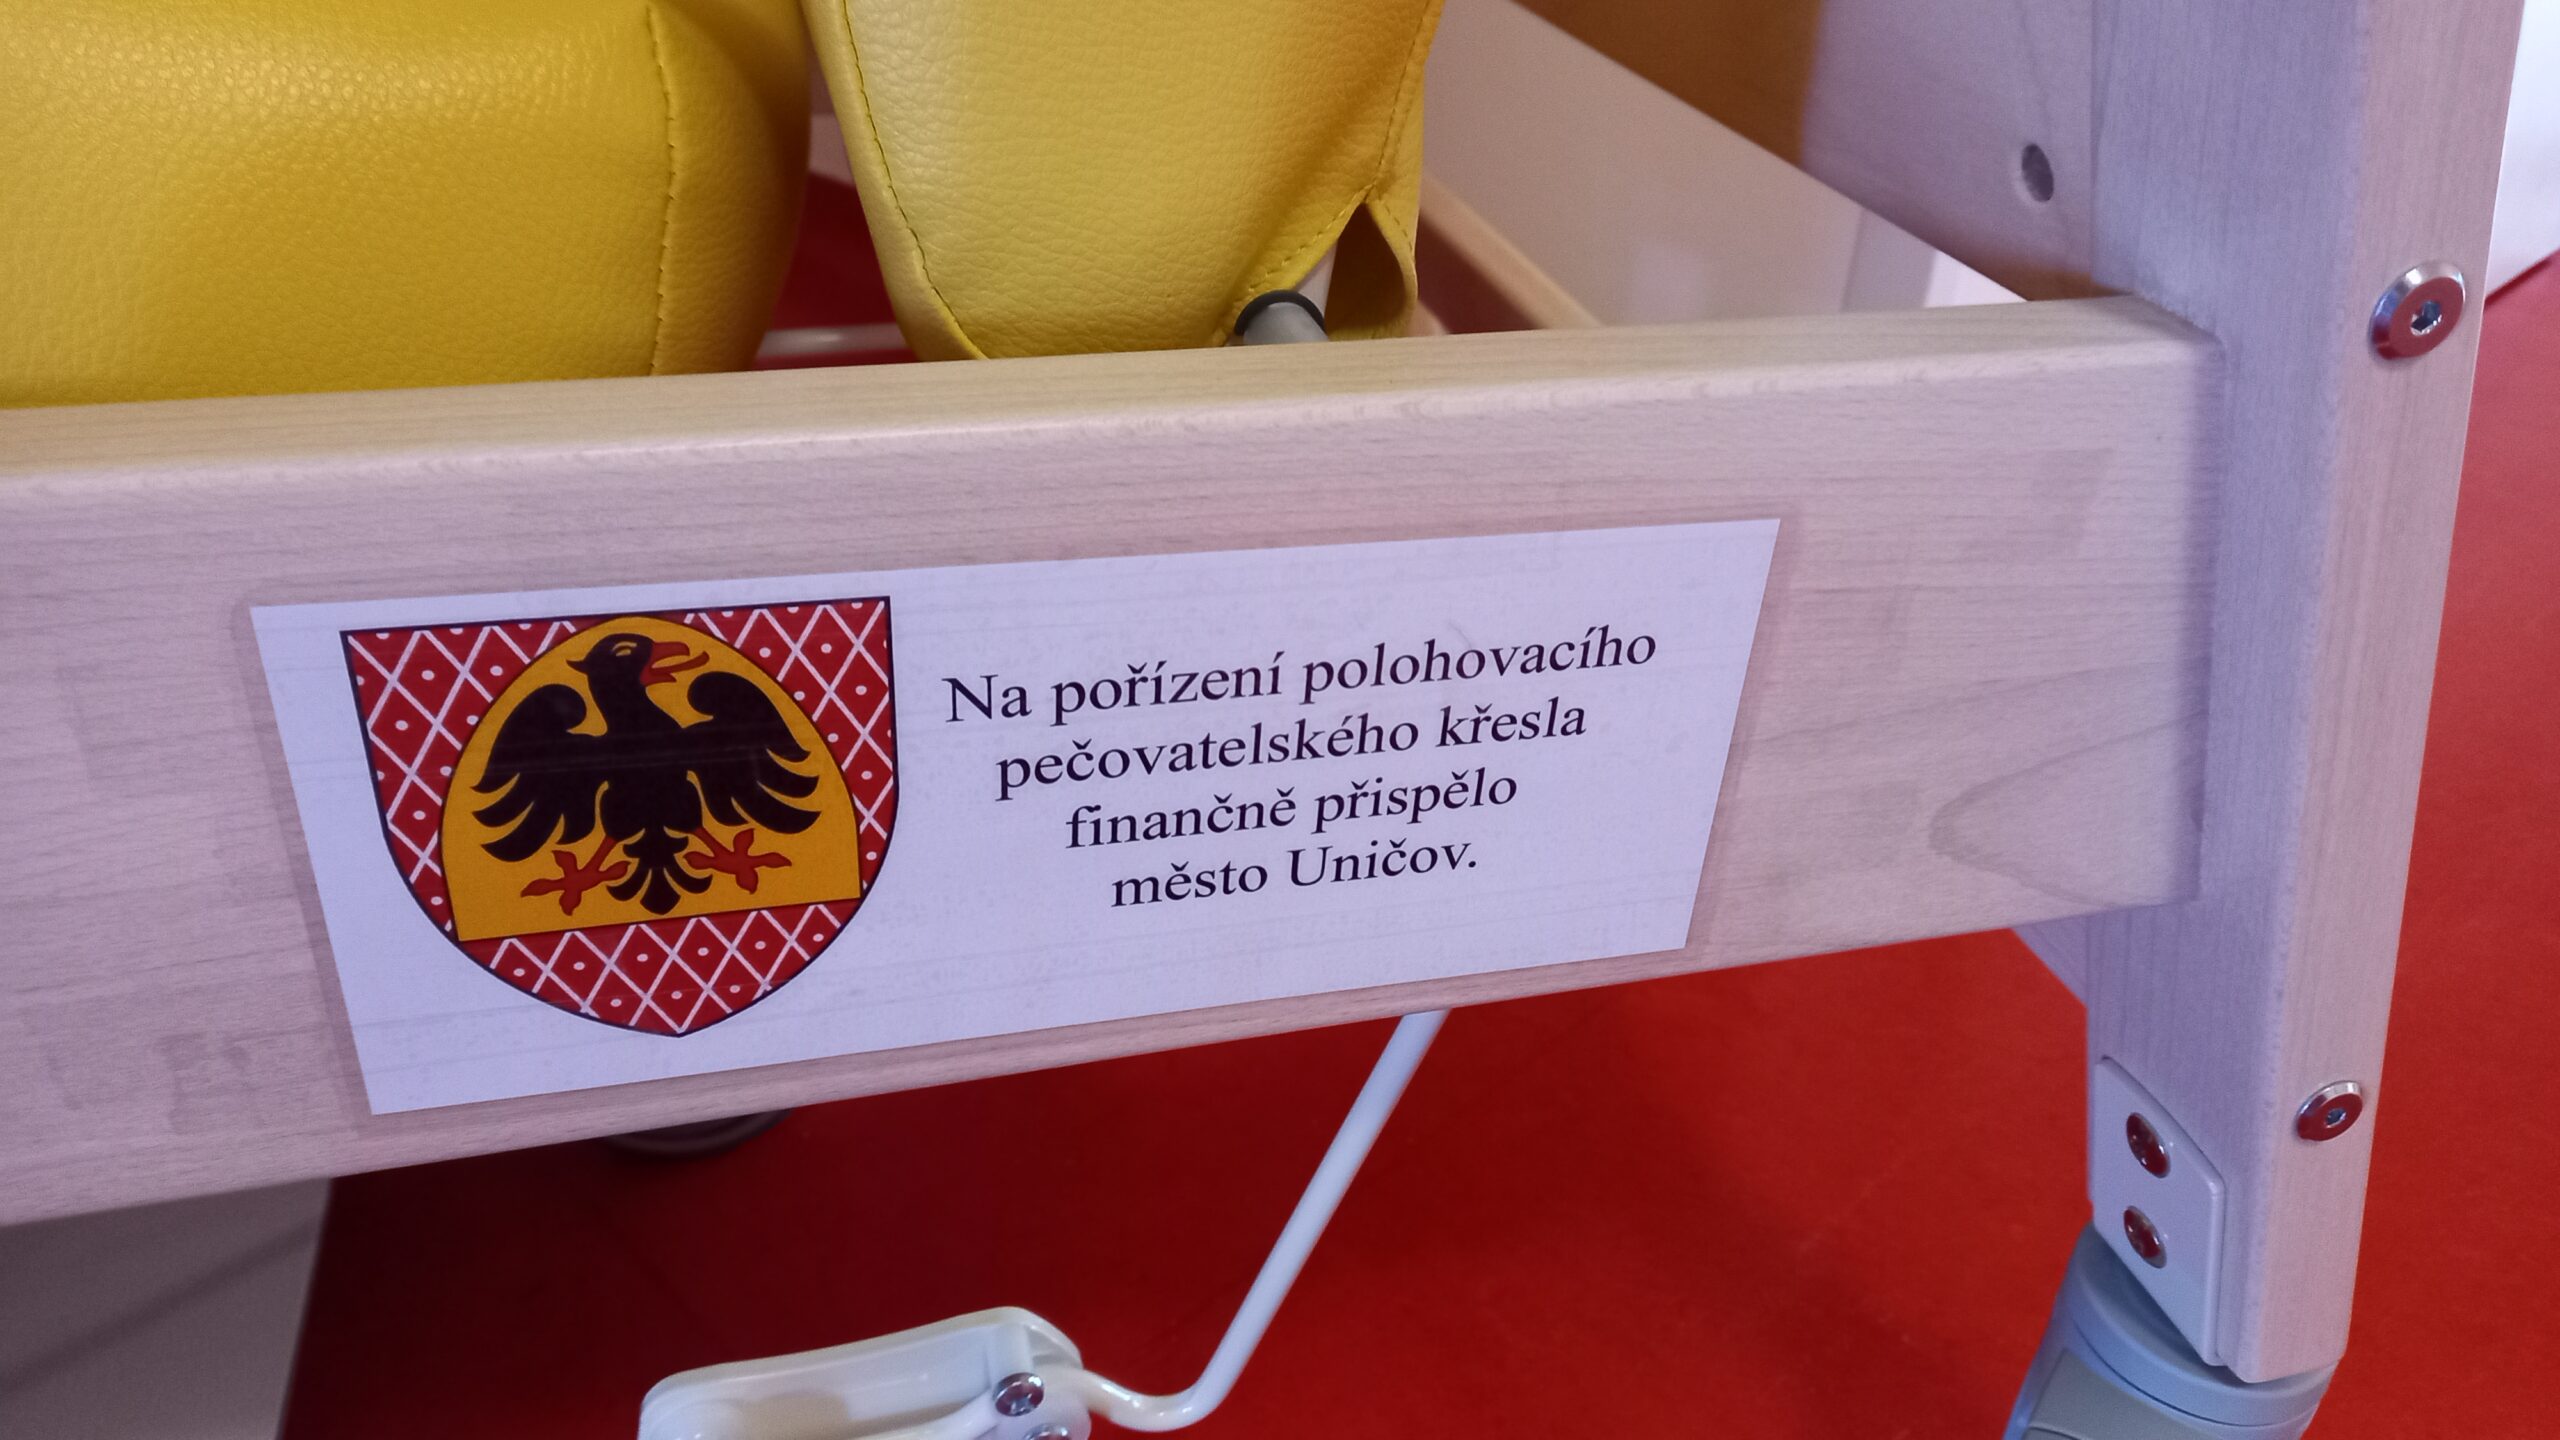 Na pořízení polohovacího
pečovatelského křesla
finančně přispělo
město Uničov.